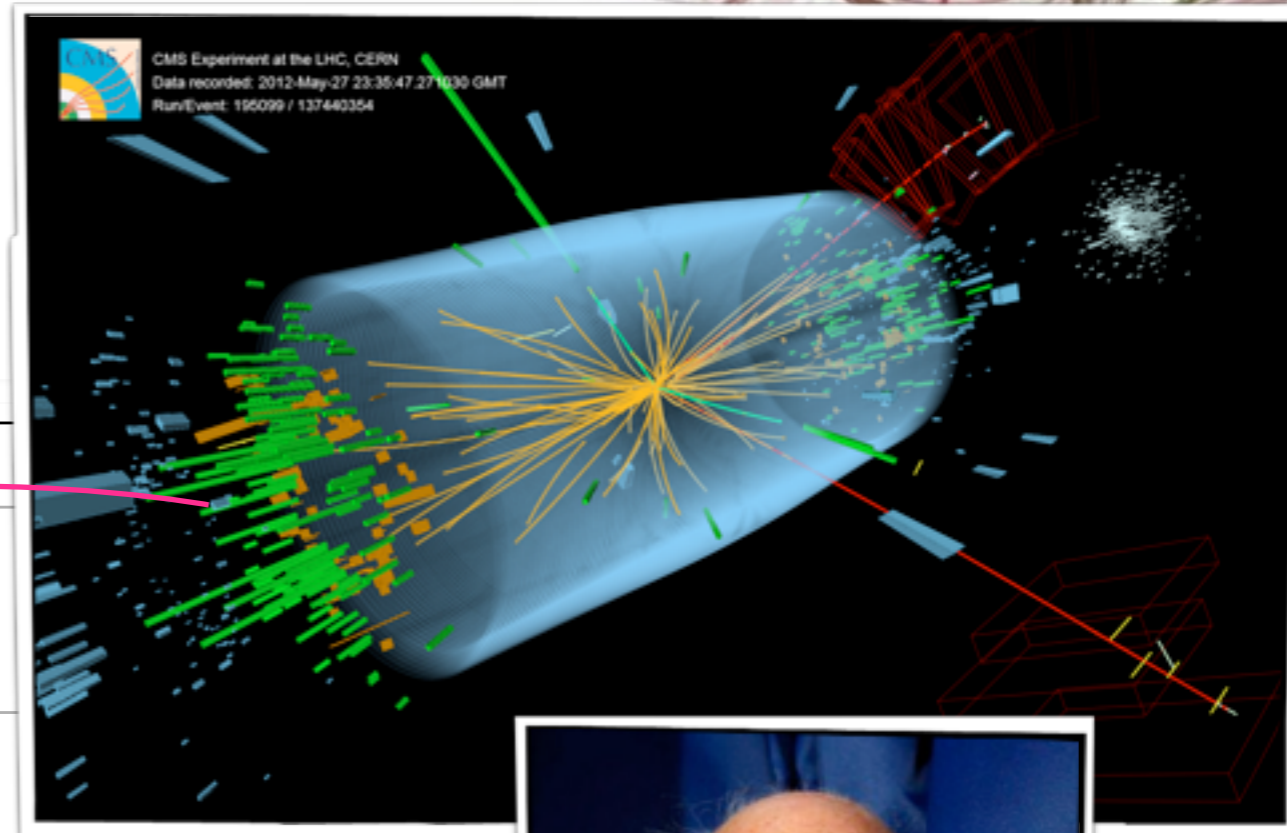 CMS
CMS Experiment at the LHC, CERN
Data recorded: 2012-May-27 23:35:47.271030 GMT
Run/Event: 195099 / 137440354